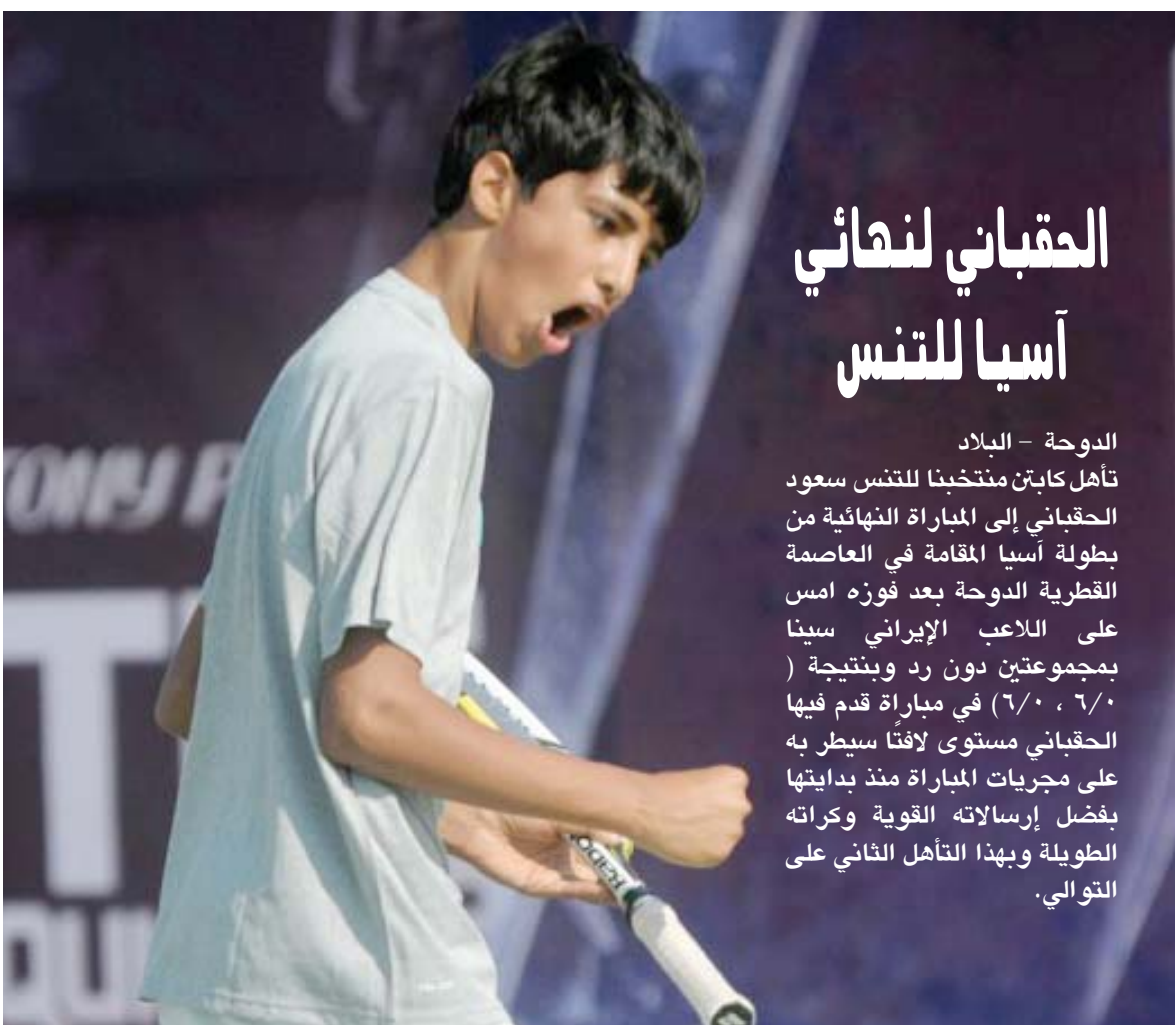 الحقباني لنهائي
آسيا للتنس
الدوحة – البلاد
تأهل كابتن منتخبنا للتنس سعود
الحقباني إلى المباراة النهائية من
بطولة آسيا المقامة في العاصمة
القطرية الدوحة بعد فوزه امس
على اللاعب الإيراني سينا
بمجموعتين دون رد وبنتيجة (
٦/٠ ، ٦/٠) في مباراة قدم فيها
الحقباني مستوى لافتًا سيطر به
على مجريات المباراة منذ بدايتها
بفضل إرسالاته القوية وكراته
الطويلة وبهذا التأهل الثاني على
التوالي.